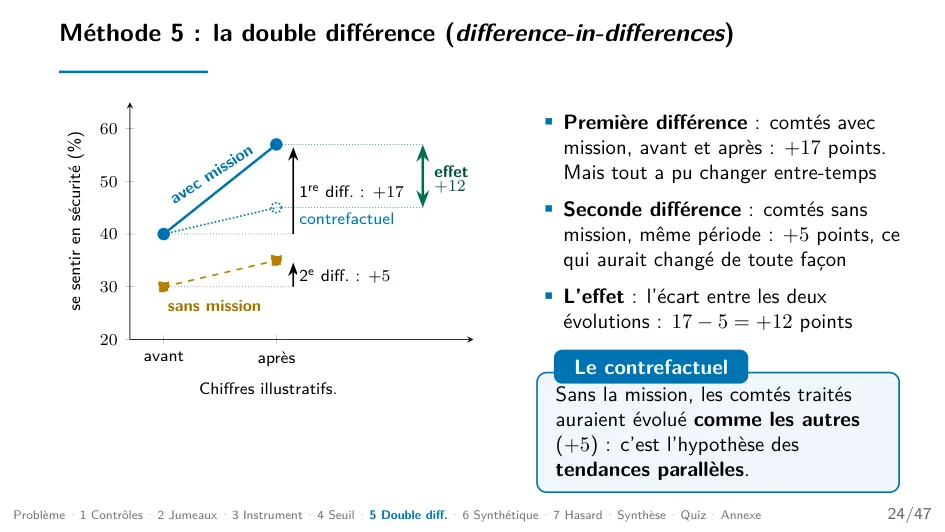 Méthode 5 : la double différence (difference-in-differences)
60
50
40
30
20
se sentir en sécurité (%)
avec mission
1re diff. : +17
contrefactuel
effet
+12
2e diff. : +5
sans mission
avant
après
Chiffres illustratifs.
Première différence : comtés avec
mission, avant et après : +17 points.
Mais tout a pu changer entre-temps
Seconde différence : comtés sans
mission, même période : +5 points, ce
qui aurait changé de toute façon
L'effet : l'écart entre les deux
évolutions : 17 − 5 = +12 points
Le contrefactuel
Sans la mission, les comtés traités
auraient évolué comme les autres
(+5) : c'est l'hypothèse des
tendances parallèles.
Problème · 1 Contrôles · 2 Jumeaux · 3 Instrument · 4 Seuil · 5 Double diff. · 6 Synthétique · 7 Hasard · Synthèse · Quiz · Annexe
24/47